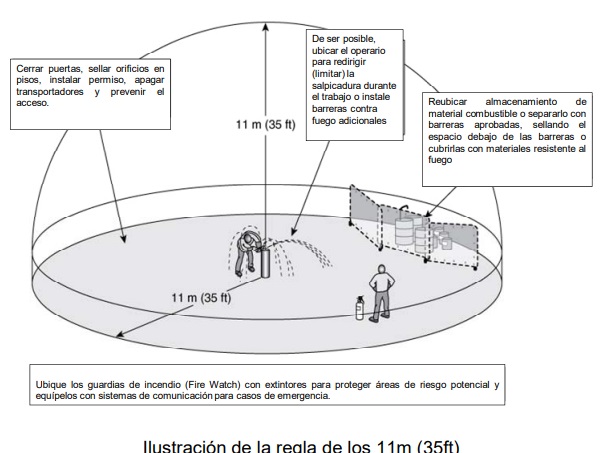 Cerrar puertas, sellar orificios en
pisos, instalar permiso, apagar
transportadores y prevenir el
acceso.
De ser posible,
ubicar el operario
para redirigir
(limitar) la
salpicadura durante
el trabajo o instale
barreras contra
fuego adicionales
Reubicar almacenamiento de
material combustible o separarlo con
barreras aprobadas, sellando el
espacio debajo de las barreras o
cubrirlas con materiales resistente al
fuego
11 m (35 ft)
11 m (35 ft)
Ubique los guardias de incendio (Fire Watch) con extintores para proteger áreas de riesgo potencial y
equípelos con sistemas de comunicación para casos de emergencia.
Ilustración de la regla de los 11m (35ft)